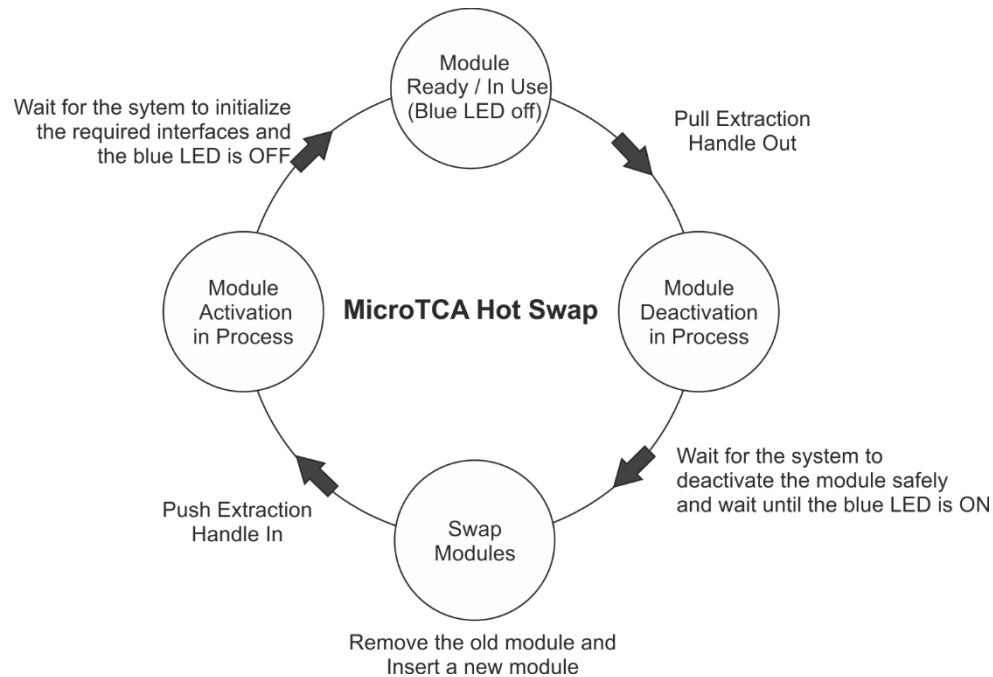 Module
Ready / In Use
(Blue LED off)
Wait for the sytem to initialize
the required interfaces and
the blue LED is OFF
Pull Extraction
Handle Out
Module
Activation
in Process
MicroTCA Hot Swap
Module
Deactivation
in Process
Wait for the system to
deactivate the module safely
and wait until the blue LED is ON
Push Extraction
Handle In
Swap
Modules
Remove the old module and
Insert a new module